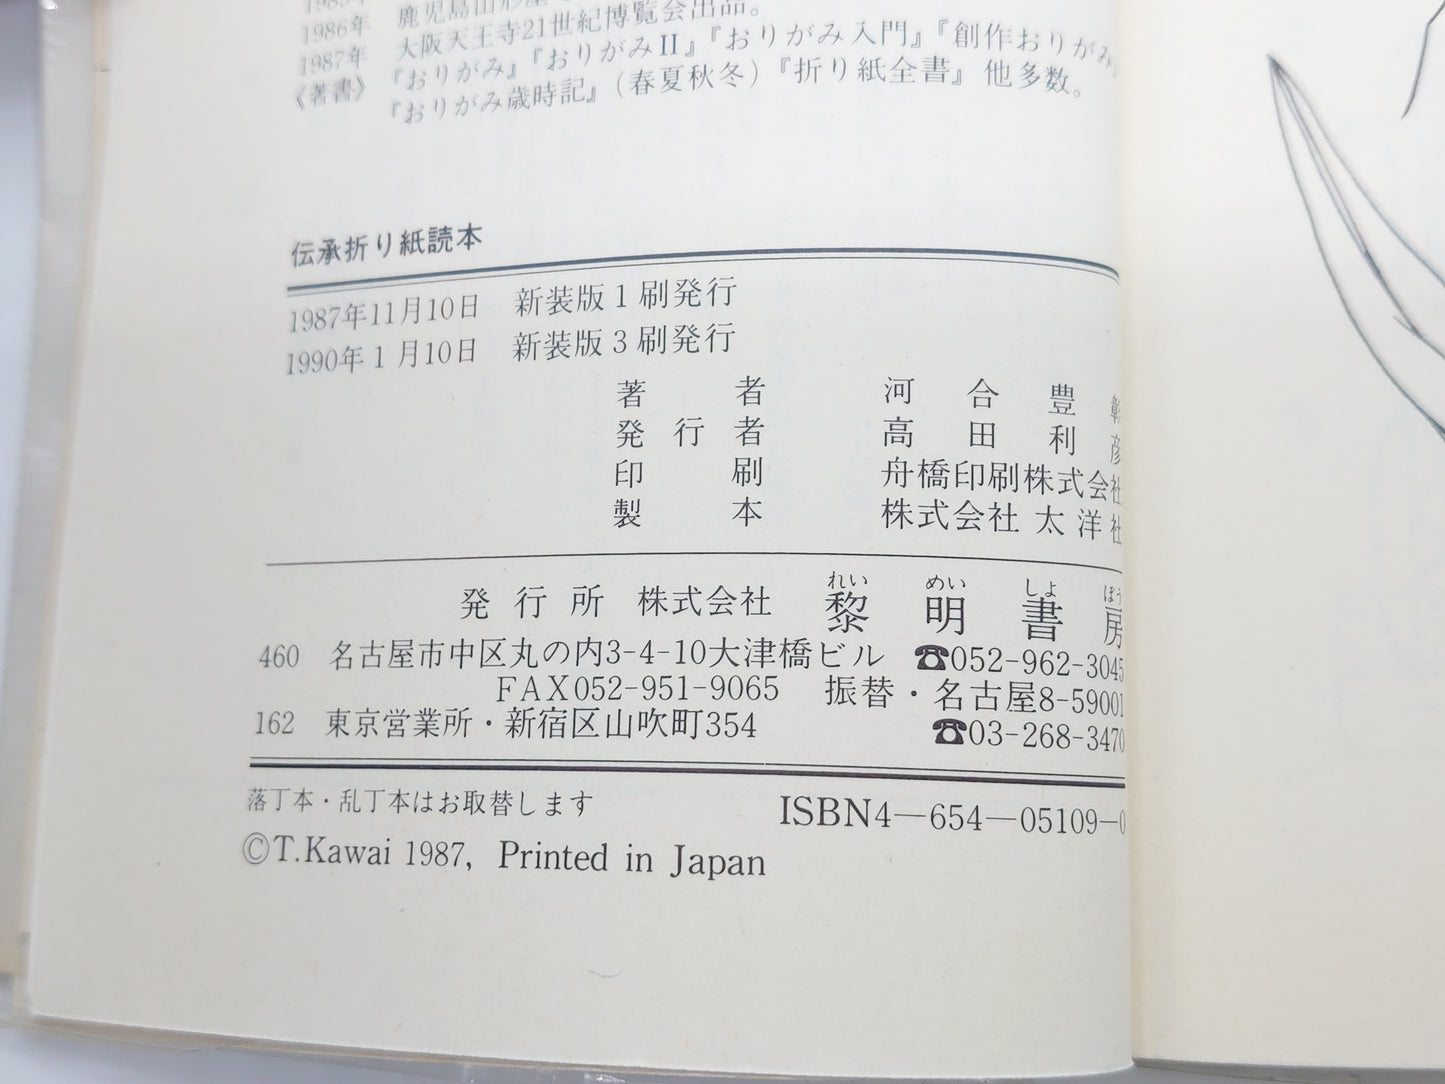 1985年
1986年　鹿児島山形屋
1987年　大阪天王寺21世紀博覧会出品。
《著書》　『おりがみ』『おりがみⅡ』『おりがみ入門』『創作おりがみ』
『おりがみ歳時記』（春夏秋冬）『折り紙全書』他多数。
伝承折り紙読本
1987年11月10日　新装版1刷発行
1990年1月10日　新装版3刷発行
著者　河合豊彰
発行者　高田利彦
印刷　舟橋印刷株式会社
製本　株式会社太洋社
れい　めい　しよ　ぼう
発行所　株式会社　黎明書房
460　名古屋市中区丸の内3-4-10大津橋ビル　☎052-962-3045
FAX052-951-9065　振替・名古屋8-59001
162　東京営業所・新宿区山吹町354　☎03-268-3470
落丁本・乱丁本はお取替します　ISBN4—654—05109—0
©T.Kawai 1987, Printed in Japan